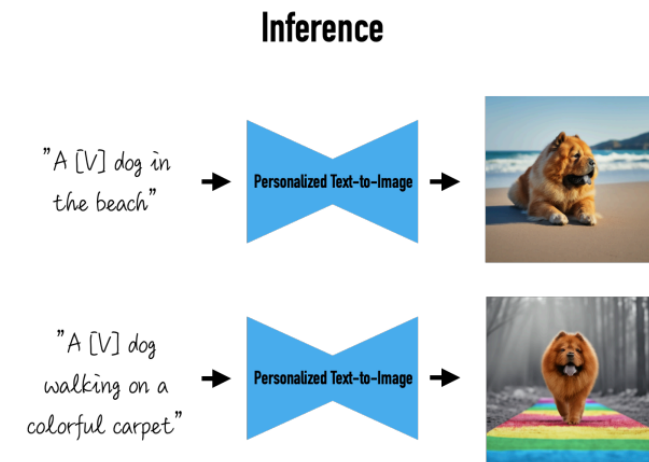 Inference
"A [V] dog in
the beach"
Personalized Text-to-Image
"A [V] dog
walking on a
colorful carpet"
Personalized Text-to-Image